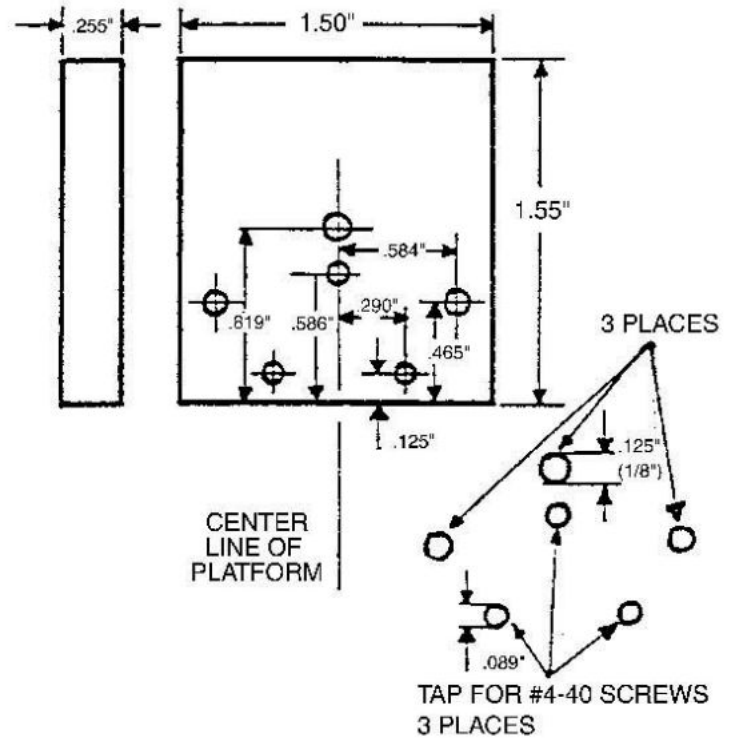 .255"
1.50"
1.55"
.584"
.290"
.619"
.586"
.465"
.125"
3 PLACES
.125"
(1/8")
CENTER
LINE OF
PLATFORM
.089"
TAP FOR #4-40 SCREWS
3 PLACES